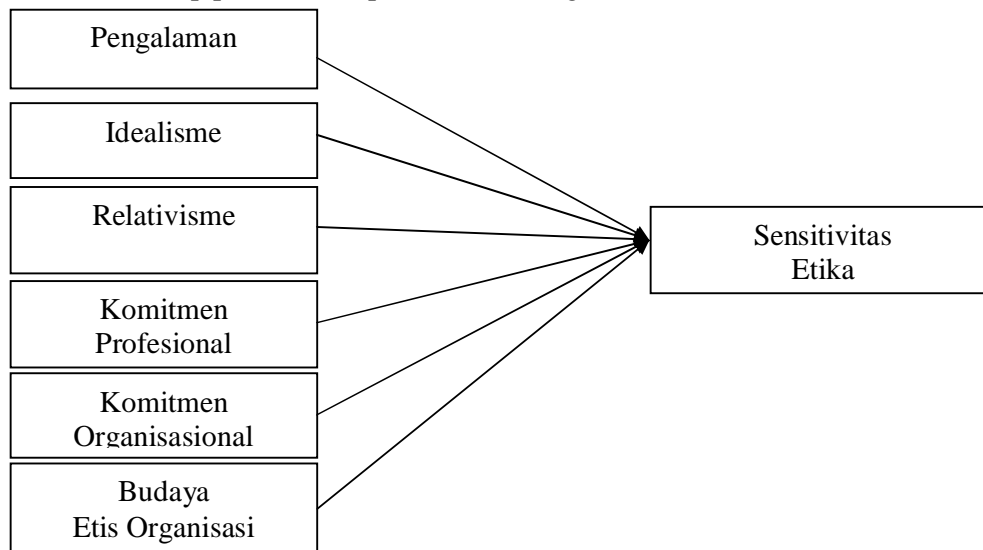 Pengalaman
Idealisme
Relativisme
Komitmen
Profesional
Komitmen
Organisasional
Budaya
Etis Organisasi
Sensitivitas
Etika